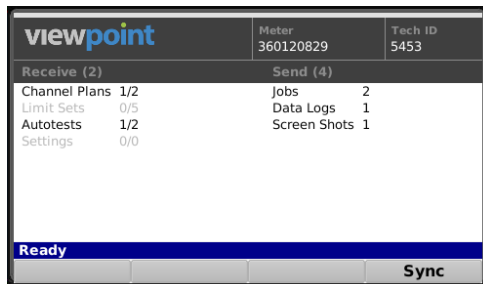 viewpoint
Meter
360120829
Tech ID
5453
Receive (2)
Send (4)
Channel Plans 1/2
Jobs 2
Limit Sets 0/5
Data Logs 1
Autotests 1/2
Screen Shots 1
Settings 0/0
Ready
Sync